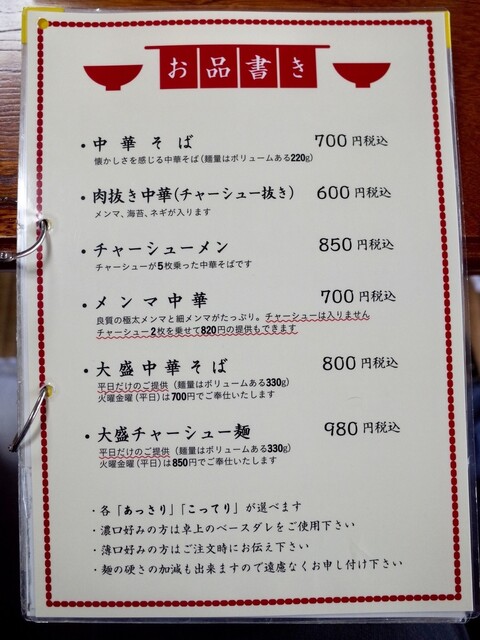 お品書き
・中華そば 700円税込
懐かしさを感じる中華そば(麺量はボリュームある220g)
・肉抜き中華(チャーシュー抜き) 600円税込
メンマ、海苔、ネギが入ります
・チャーシューメン 850円税込
チャーシューが5枚乗った中華そばです
・メンマ中華 700円税込
良質の極太メンマと細メンマがたっぷり。チャーシューは入りません
チャーシュー2枚を乗せて820円の提供もできます
・大盛中華そば 800円税込
平日だけのご提供(麺量はボリュームある330g)
火曜金曜(平日)は700円でご奉仕いたします
・大盛チャーシュー麺 980円税込
平日だけのご提供(麺量はボリュームある330g)
火曜金曜(平日)は850円でご奉仕いたします
・各「あっさり」「こってり」が選べます
・濃口好みの方は卓上のベースダレをご使用下さい
・薄口好みの方はご注文時にお伝え下さい
・麺の硬さの加減も出来ますので遠慮なくお申し付け下さい